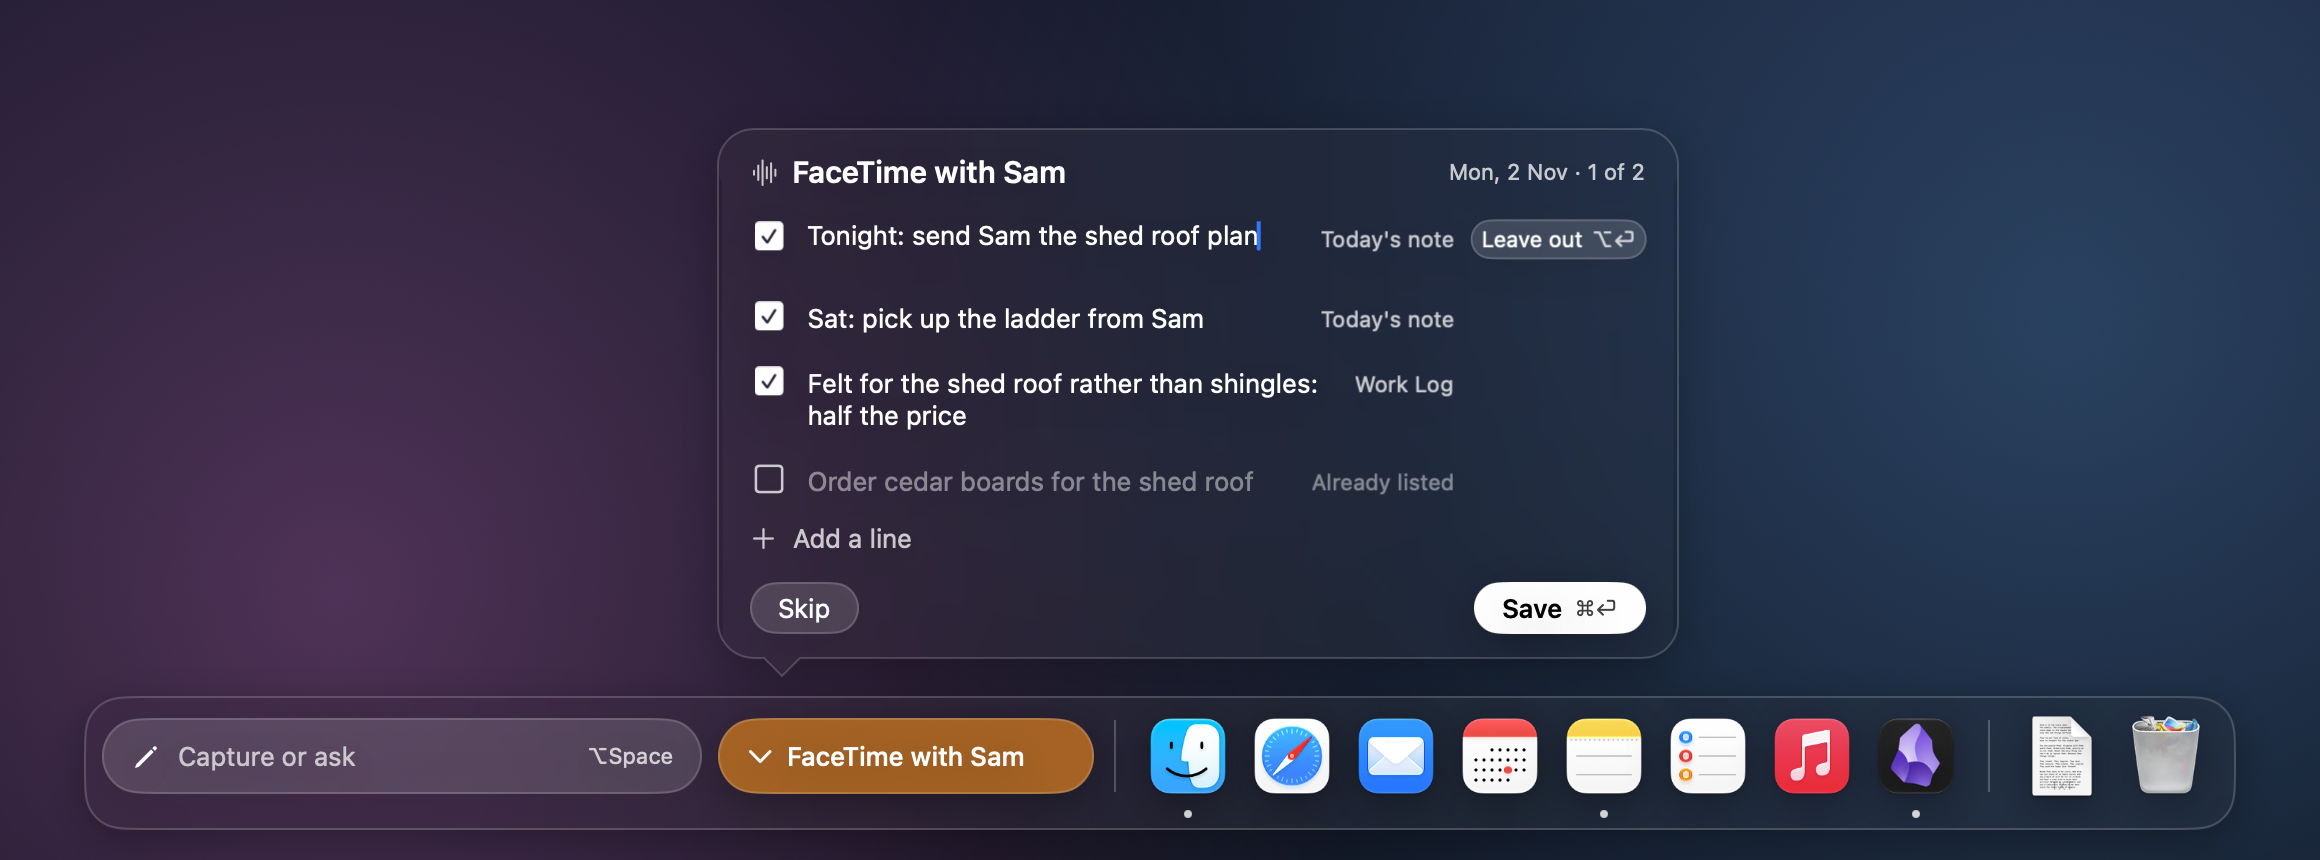 FaceTime with Sam
Mon, 2 Nov · 1 of 2
Tonight: send Sam the shed roof plan
Today's note
Leave out ⌥⏎
Sat: pick up the ladder from Sam
Today's note
Felt for the shed roof rather than shingles:
half the price
Work Log
Order cedar boards for the shed roof
Already listed
Add a line
Skip
Save ⌘⏎
Capture or ask
⌥Space
FaceTime with Sam